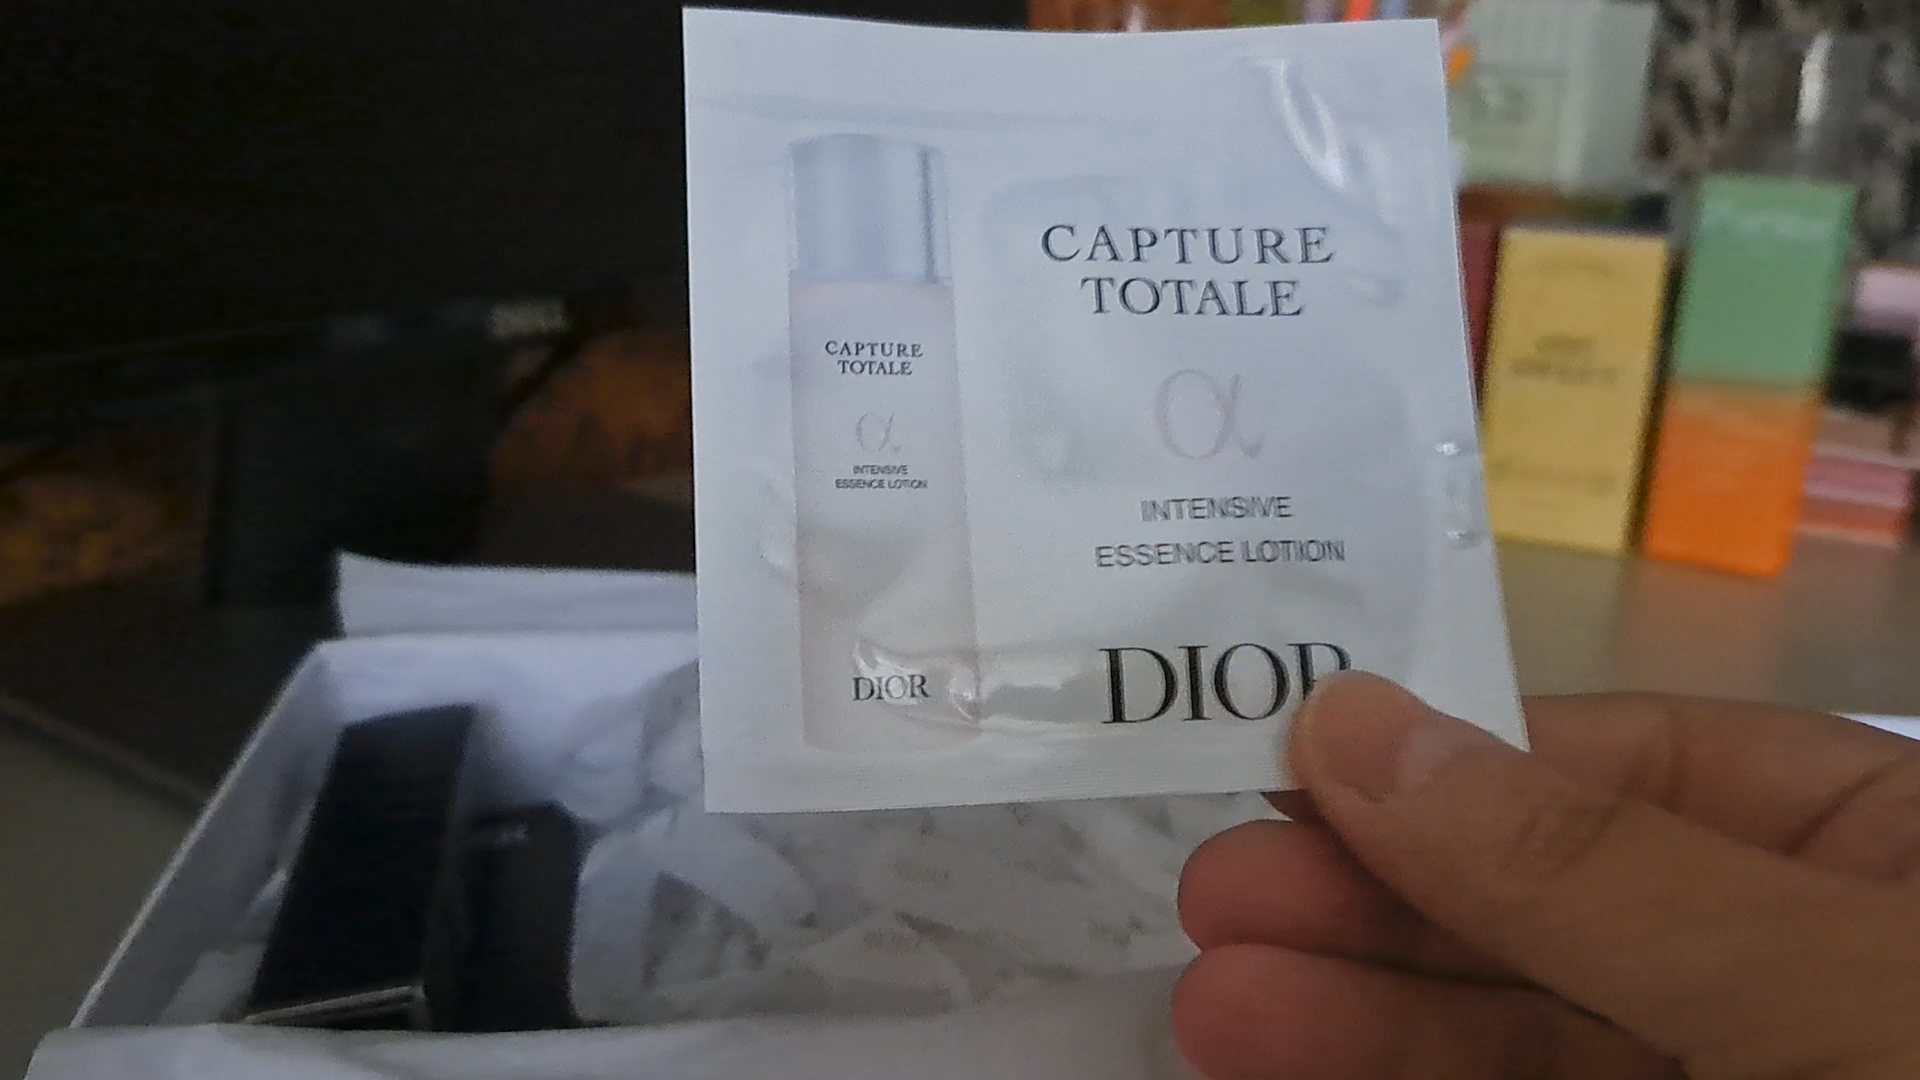 CAPTURE
TOTALE
α
INTENSIVE
ESSENCE LOTION
DIOR
CAPTURE
TOTALE
α
INTENSIVE
ESSENCE LOTION
DIOR